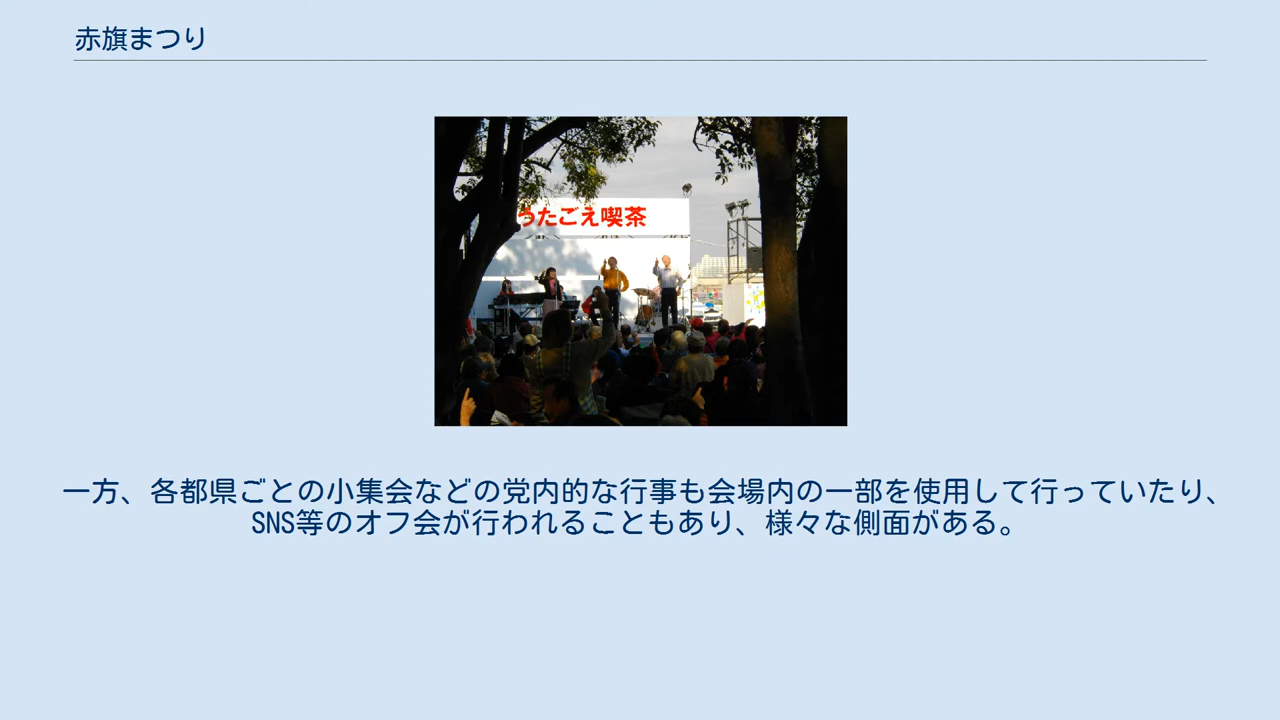 赤旗まつり
うたごえ喫茶
一方、各都県ごとの小集会などの党内的な行事も会場内の一部を使用して行っていたり、
SNS等のオフ会が行われることもあり、様々な側面がある。